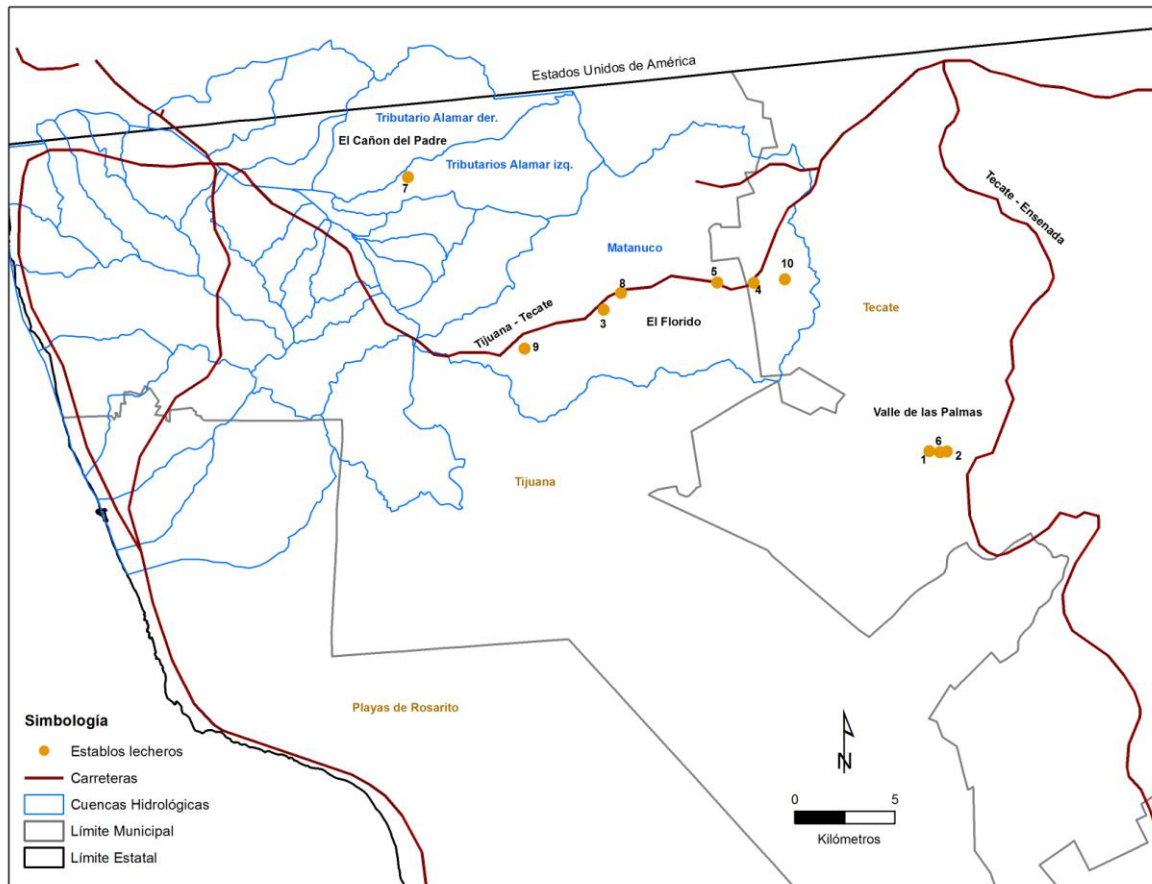 Estados Unidos de América
Tributario Alamar der.
El Cañon del Padre
Tributarios Alamar izq.
7
Tecate - Ensenada
Matanuco
10
5
4
8
Tecate
3
El Florido
Tijuana - Tecate
9
Valle de las Palmas
6
1
2
Tijuana
Playas de Rosarito
Simbología
Establos lecheros
Carreteras
Cuencas Hidrológicas
Límite Municipal
Límite Estatal
N
0 5
Kilómetros